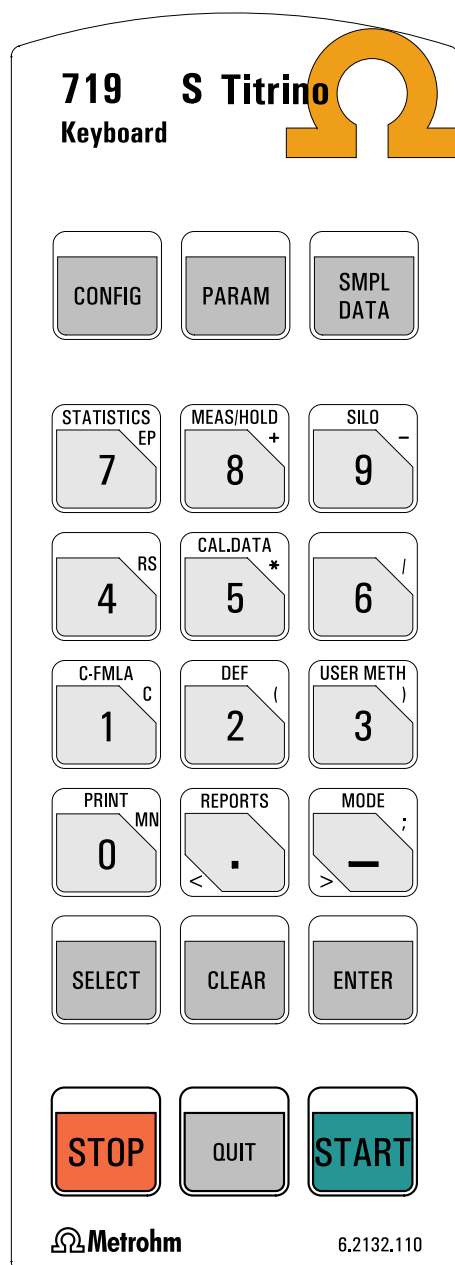 719 S Titrino
Keyboard
CONFIG PARAM SMPL DATA
STATISTICS MEAS/HOLD SILO
EP + –
7 8 9
CAL.DATA
RS * /
4 5 6
C-FMLA DEF USER METH
C ( )
1 2 3
PRINT REPORTS MODE
MN ;
0 . –
< >
SELECT CLEAR ENTER
STOP QUIT START
Metrohm 6.2132.110